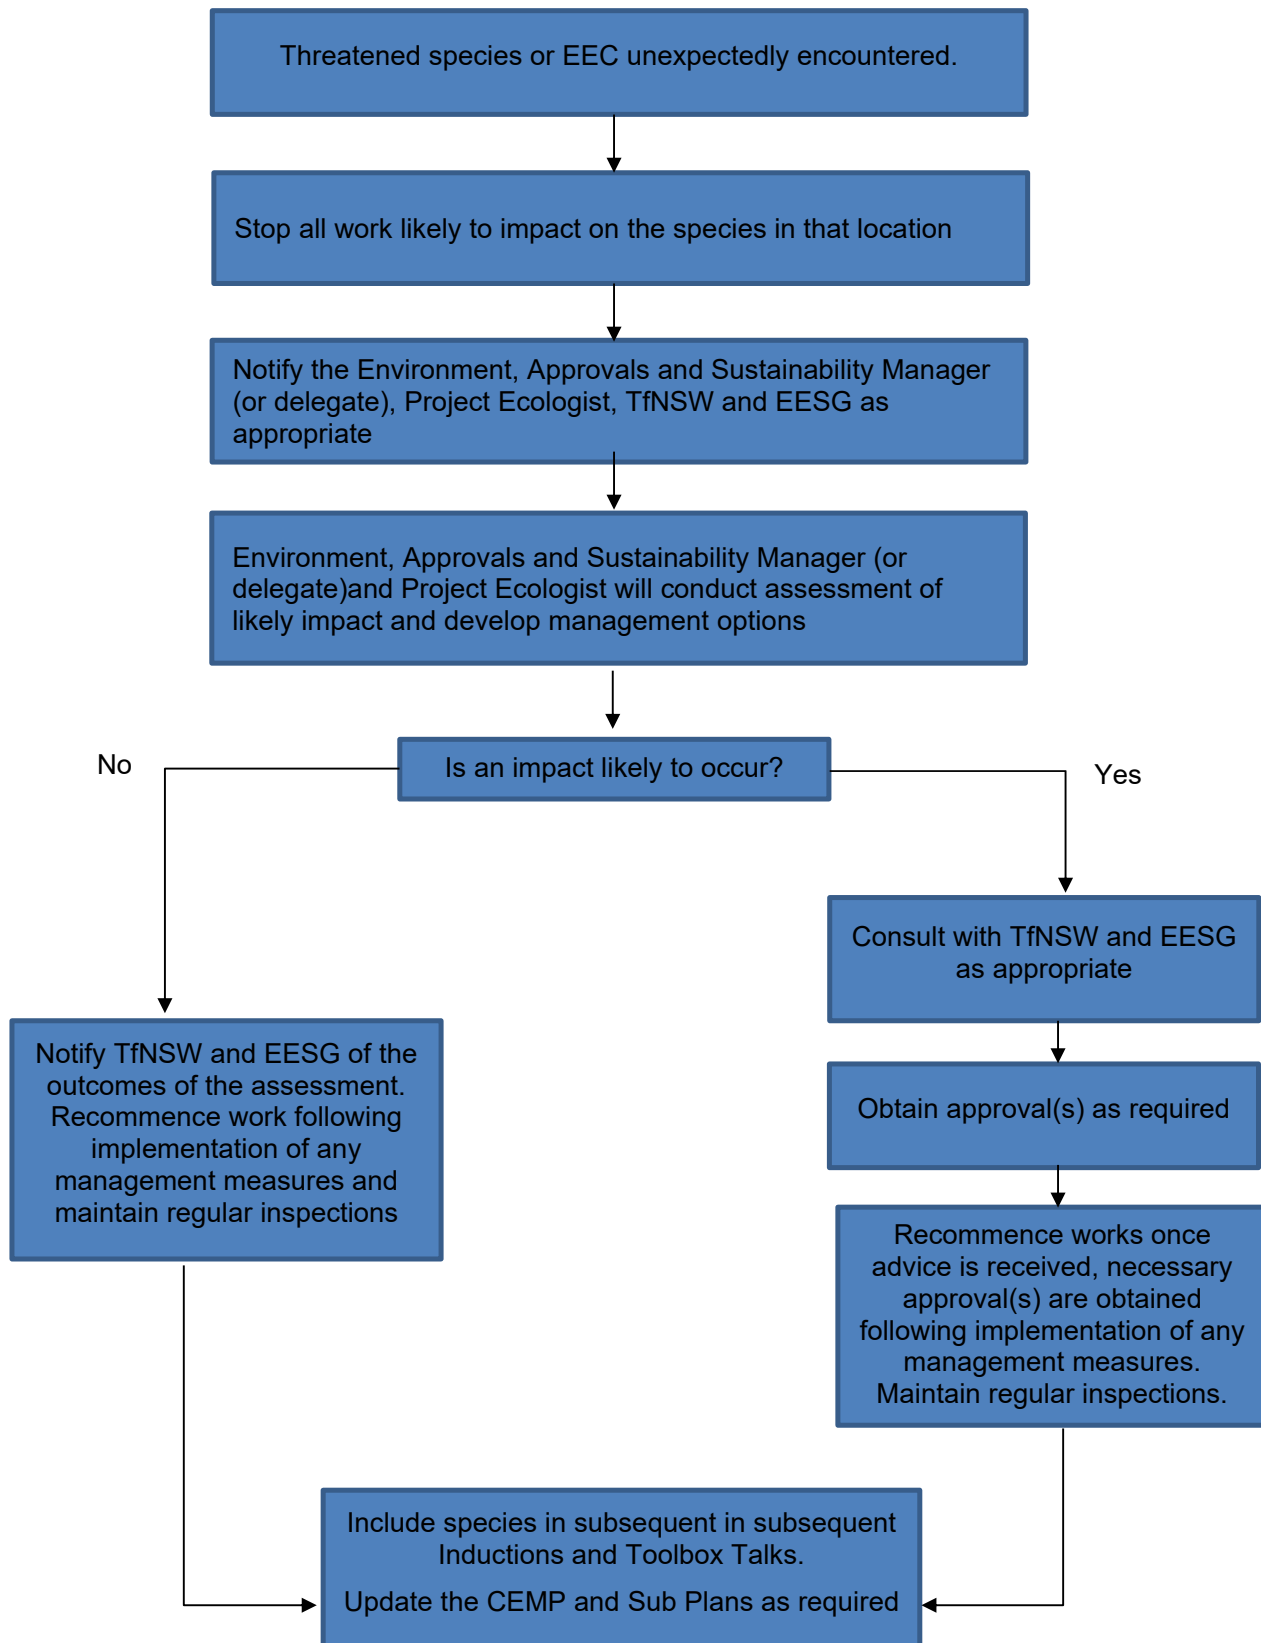 Threatened species or EEC unexpectedly encountered.
Stop all work likely to impact on the species in that location
Notify the Environment, Approvals and Sustainability Manager
(or delegate), Project Ecologist, TfNSW and EESG as
appropriate
Environment, Approvals and Sustainability Manager (or
delegate)and Project Ecologist will conduct assessment of
likely impact and develop management options
Is an impact likely to occur?
No
Yes
Consult with TfNSW and EESG
as appropriate
Obtain approval(s) as required
Recommence works once
advice is received, necessary
approval(s) are obtained
following implementation of any
management measures.
Maintain regular inspections.
Notify TfNSW and EESG of the
outcomes of the assessment.
Recommence work following
implementation of any
management measures and
maintain regular inspections
Include species in subsequent in subsequent
Inductions and Toolbox Talks.
Update the CEMP and Sub Plans as required